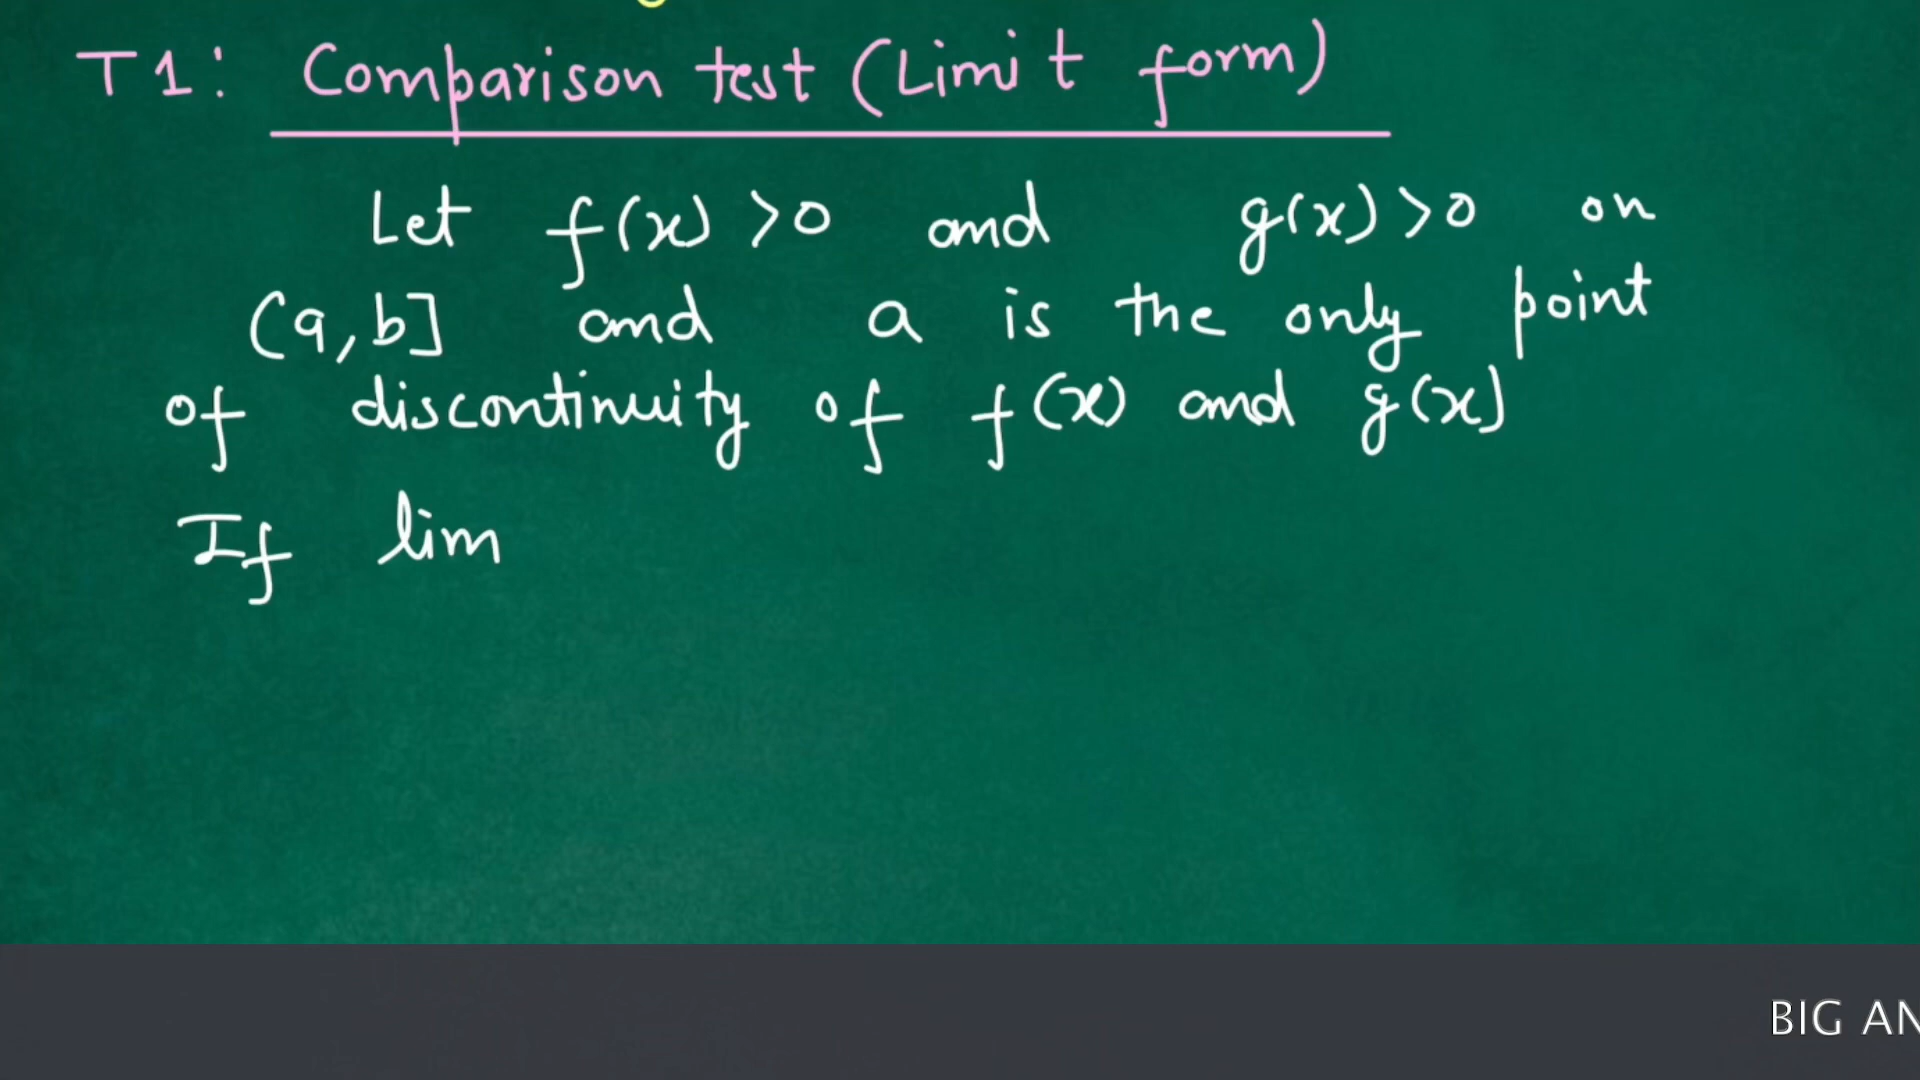 T1: Comparison test (Limit form)
Let f(x) >0 and g(x) >0 on
(a,b] and a is the only point
of discontinuity of f(x) and g(x)
If lim
BIG AN